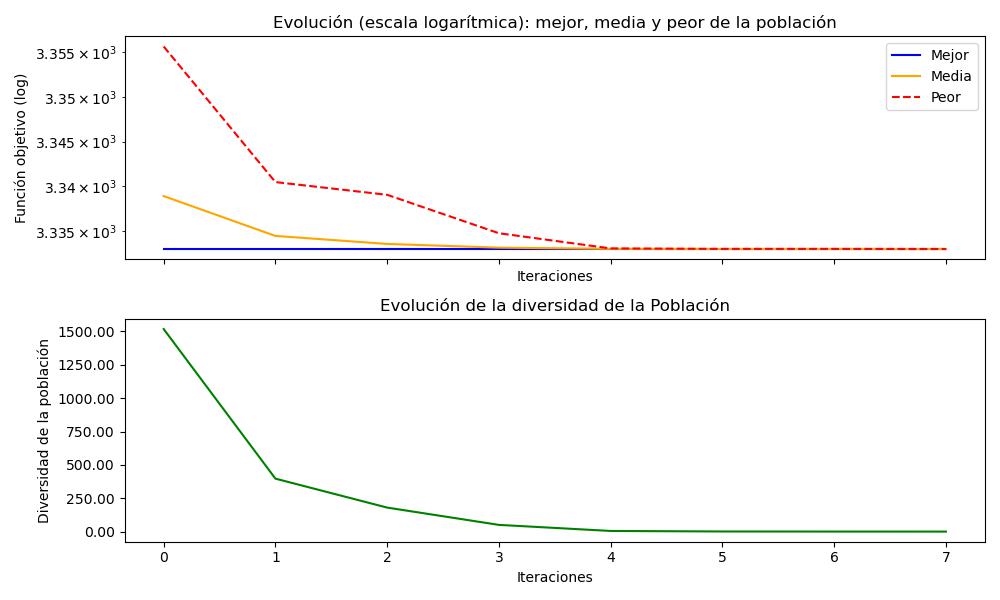 Evolución (escala logarítmica): mejor, media y peor de la población
3.355 × 10³
3.35 × 10³
3.345 × 10³
3.34 × 10³
3.335 × 10³
Función objetivo (log)
Mejor
Media
Peor
Iteraciones
Evolución de la diversidad de la Población
1500.00
1250.00
1000.00
750.00
500.00
250.00
0.00
Diversidad de la población
0 1 2 3 4 5 6 7
Iteraciones